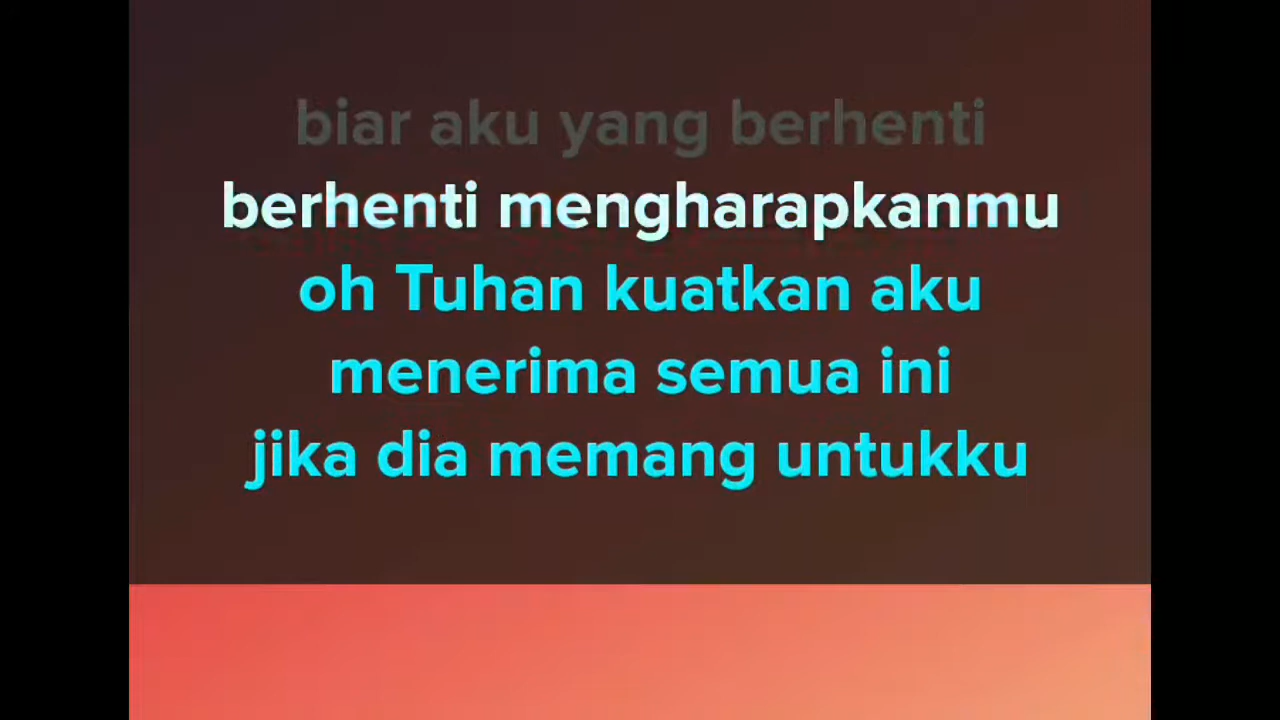 biar aku yang berhenti
berhenti mengharapkanmu
oh Tuhan kuatkan aku
menerima semua ini
jika dia memang untukku